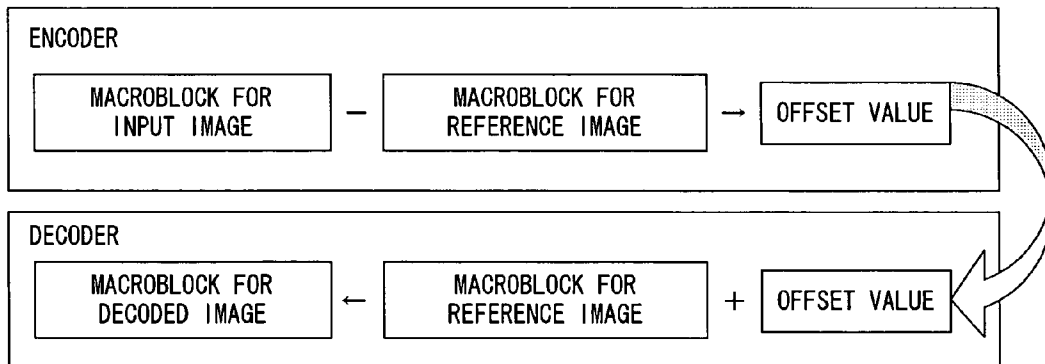 ENCODER
MACROBLOCK FOR
INPUT IMAGE
−
MACROBLOCK FOR
REFERENCE IMAGE
→
OFFSET VALUE
DECODER
MACROBLOCK FOR
DECODED IMAGE
←
MACROBLOCK FOR
REFERENCE IMAGE
+
OFFSET VALUE